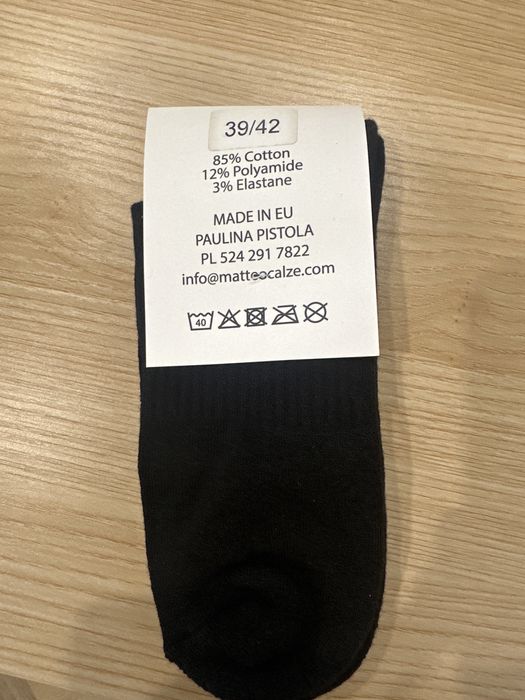 39/42
85% Cotton
12% Polyamide
3% Elastane
MADE IN EU
PAULINA PISTOLA
PL 524 291 7822
info@matteocalze.com
40